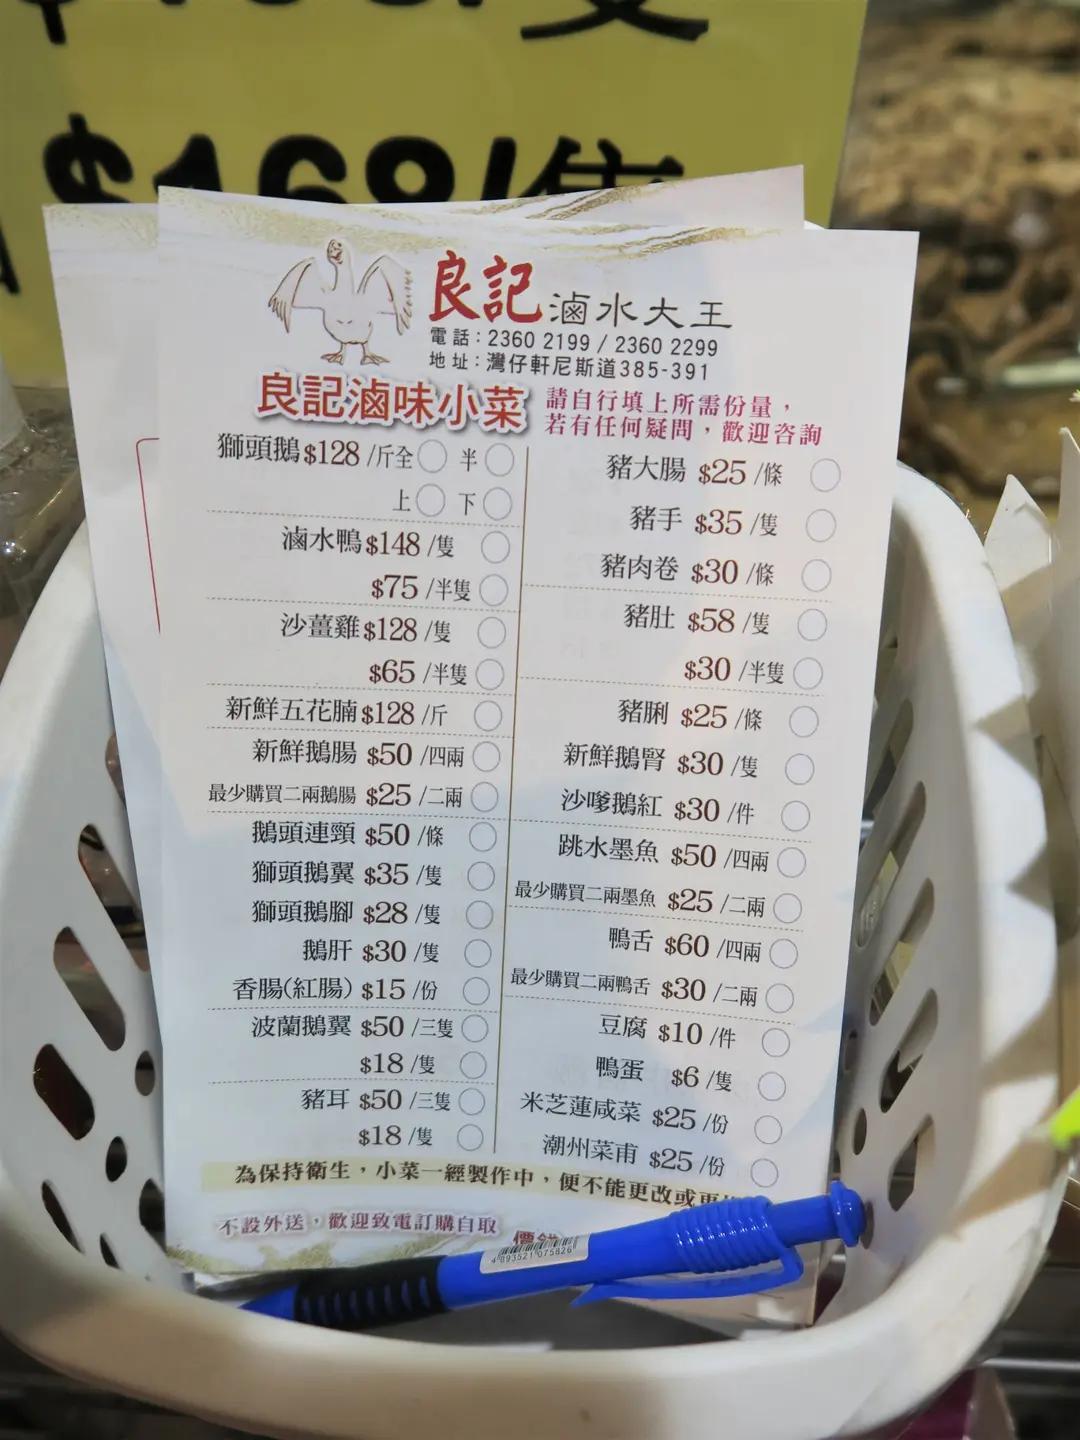 $168/隻
良記滷水大王
電話：2360 2199 / 2360 2299
地址：灣仔軒尼斯道385-391
良記滷味小菜
請自行填上所需份量，
若有任何疑問，歡迎咨詢
獅頭鵝$128/斤全 半
上 下
滷水鴨$148/隻
$75/半隻
沙薑雞$128/隻
$65/半隻
新鮮五花腩$128/斤
新鮮鵝腸 $50/四兩
最少購買二兩鵝腸 $25/二兩
鵝頭連頸 $50/條
獅頭鵝翼 $35/隻
獅頭鵝腳 $28/隻
鵝肝 $30/隻
香腸(紅腸) $15/份
波蘭鵝翼 $50/三隻
$18/隻
豬耳 $50/三隻
$18/隻
豬大腸 $25/條
豬手 $35/隻
豬肉卷 $30/條
豬肚 $58/隻
$30/半隻
豬脷 $25/條
新鮮鵝腎 $30/隻
沙嗲鵝紅 $30/件
跳水墨魚 $50/四兩
最少購買二兩墨魚 $25/二兩
鴨舌 $60/四兩
最少購買二兩鴨舌 $30/二兩
豆腐 $10/件
鴨蛋 $6/隻
米芝蓮咸菜 $25/份
潮州菜甫 $25/份
為保持衛生，小菜一經製作中，便不能更改或
不設外送，歡迎致電訂購自取
4 893521 075826